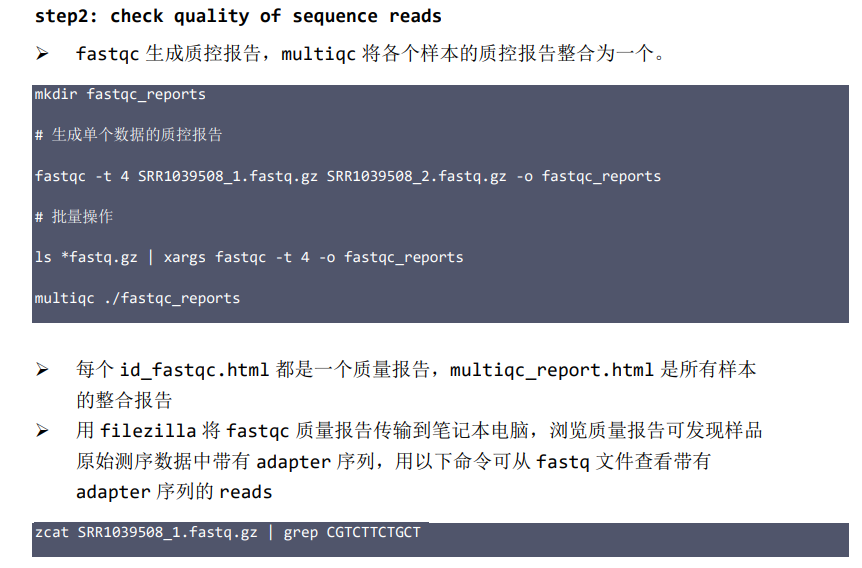 step2: check quality of sequence reads
➢ fastqc 生成质控报告，multiqc 将各个样本的质控报告整合为一个。
mkdir fastqc_reports
# 生成单个数据的质控报告
fastqc -t 4 SRR1039508_1.fastq.gz SRR1039508_2.fastq.gz -o fastqc_reports
# 批量操作
ls *fastq.gz | xargs fastqc -t 4 -o fastqc_reports
multiqc ./fastqc_reports
➢ 每个 id_fastqc.html 都是一个质量报告，multiqc_report.html 是所有样本
的整合报告
➢ 用 filezilla 将 fastqc 质量报告传输到笔记本电脑，浏览质量报告可发现样品
原始测序数据中带有 adapter 序列，用以下命令可从 fastq 文件查看带有
adapter 序列的 reads
zcat SRR1039508_1.fastq.gz | grep CGTCTTCTGCT